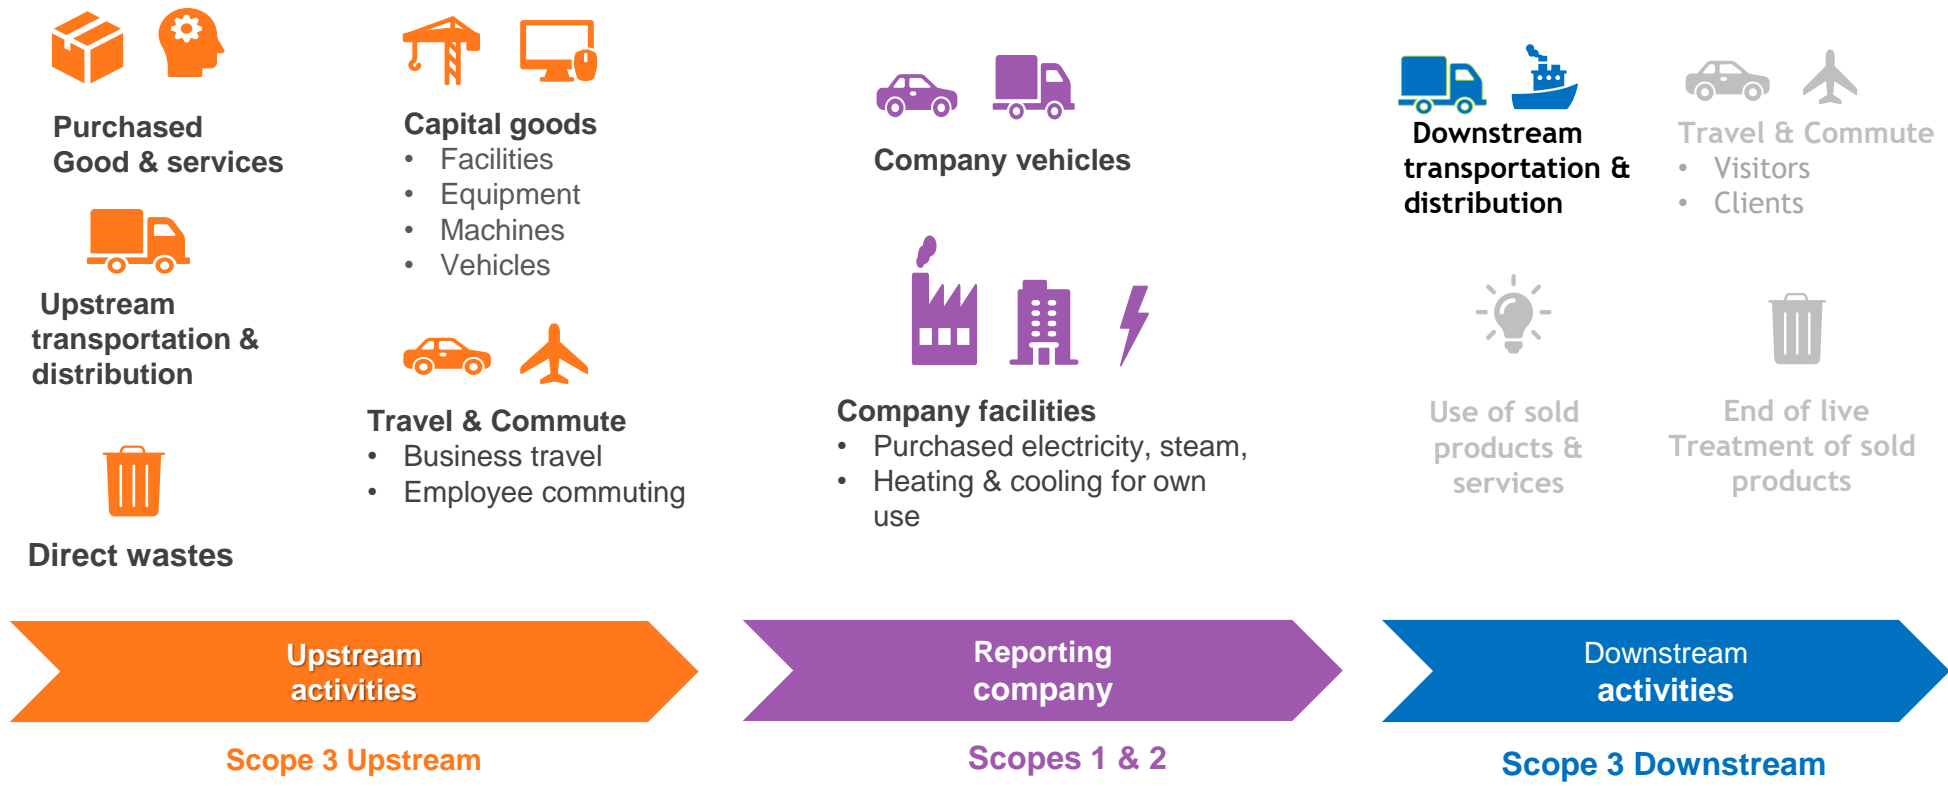 Purchased
Good & services
Upstream
transportation &
distribution
Direct wastes
Capital goods
• Facilities
• Equipment
• Machines
• Vehicles
Travel & Commute
• Business travel
• Employee commuting
Company vehicles
Company facilities
• Purchased electricity, steam,
• Heating & cooling for own
use
Downstream
transportation &
distribution
Travel & Commute
• Visitors
• Clients
Use of sold
products &
services
End of live
Treatment of sold
products
Upstream
activities
Reporting
company
Downstream
activities
Scope 3 Upstream
Scopes 1 & 2
Scope 3 Downstream